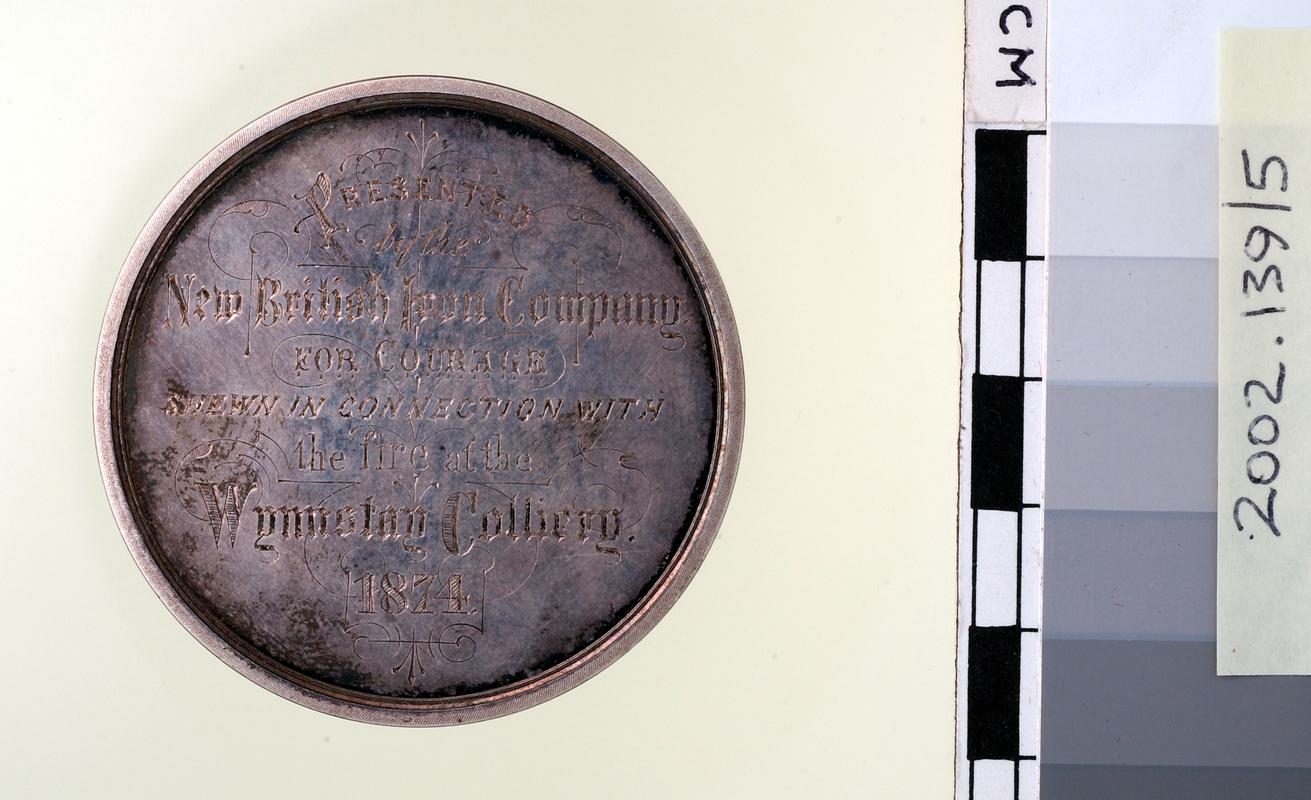 PRESENTED
by the
New British Iron Company.
FOR COURAGE
SHEWN IN CONNECTION WITH
the fire at the
Wynnstay Colliery.
1874.
CM
2002.139/5